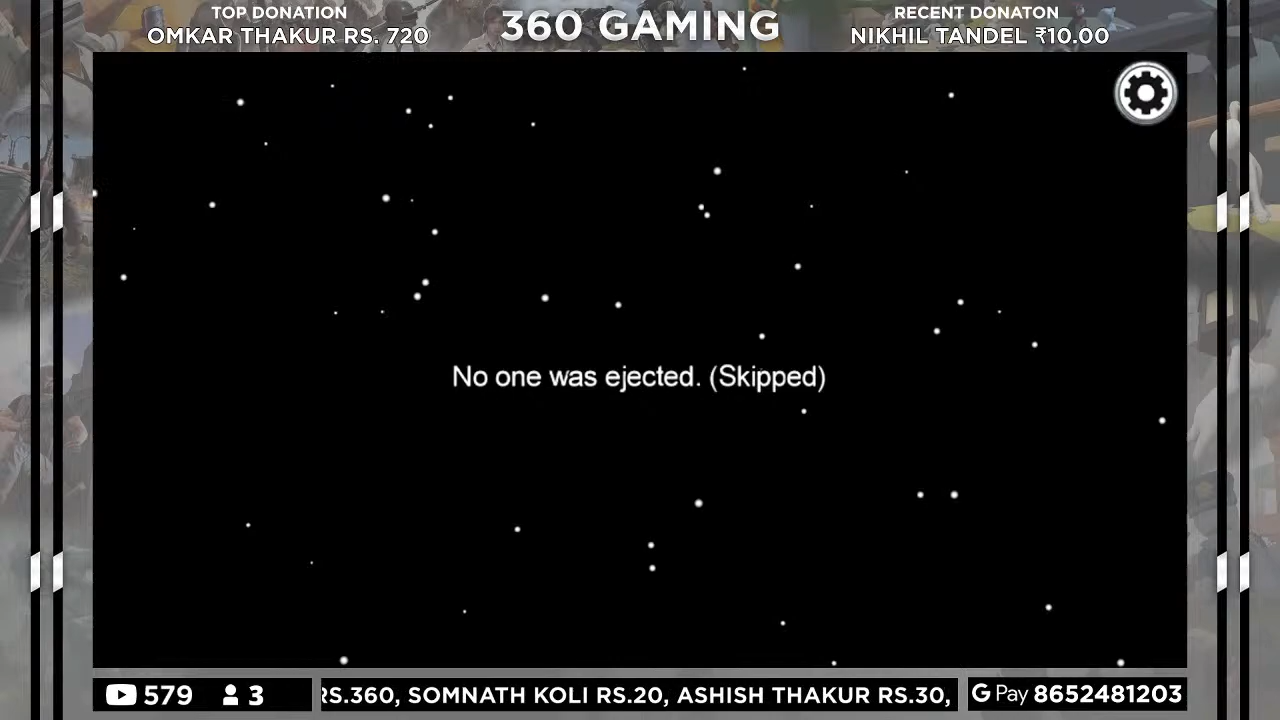 TOP DONATION
OMKAR THAKUR RS. 720
360 GAMING
RECENT DONATON
NIKHIL TANDEL ₹10.00
No one was ejected. (Skipped)
579
3
RS.360, SOMNATH KOLI RS.20, ASHISH THAKUR RS.30,
G Pay 8652481203